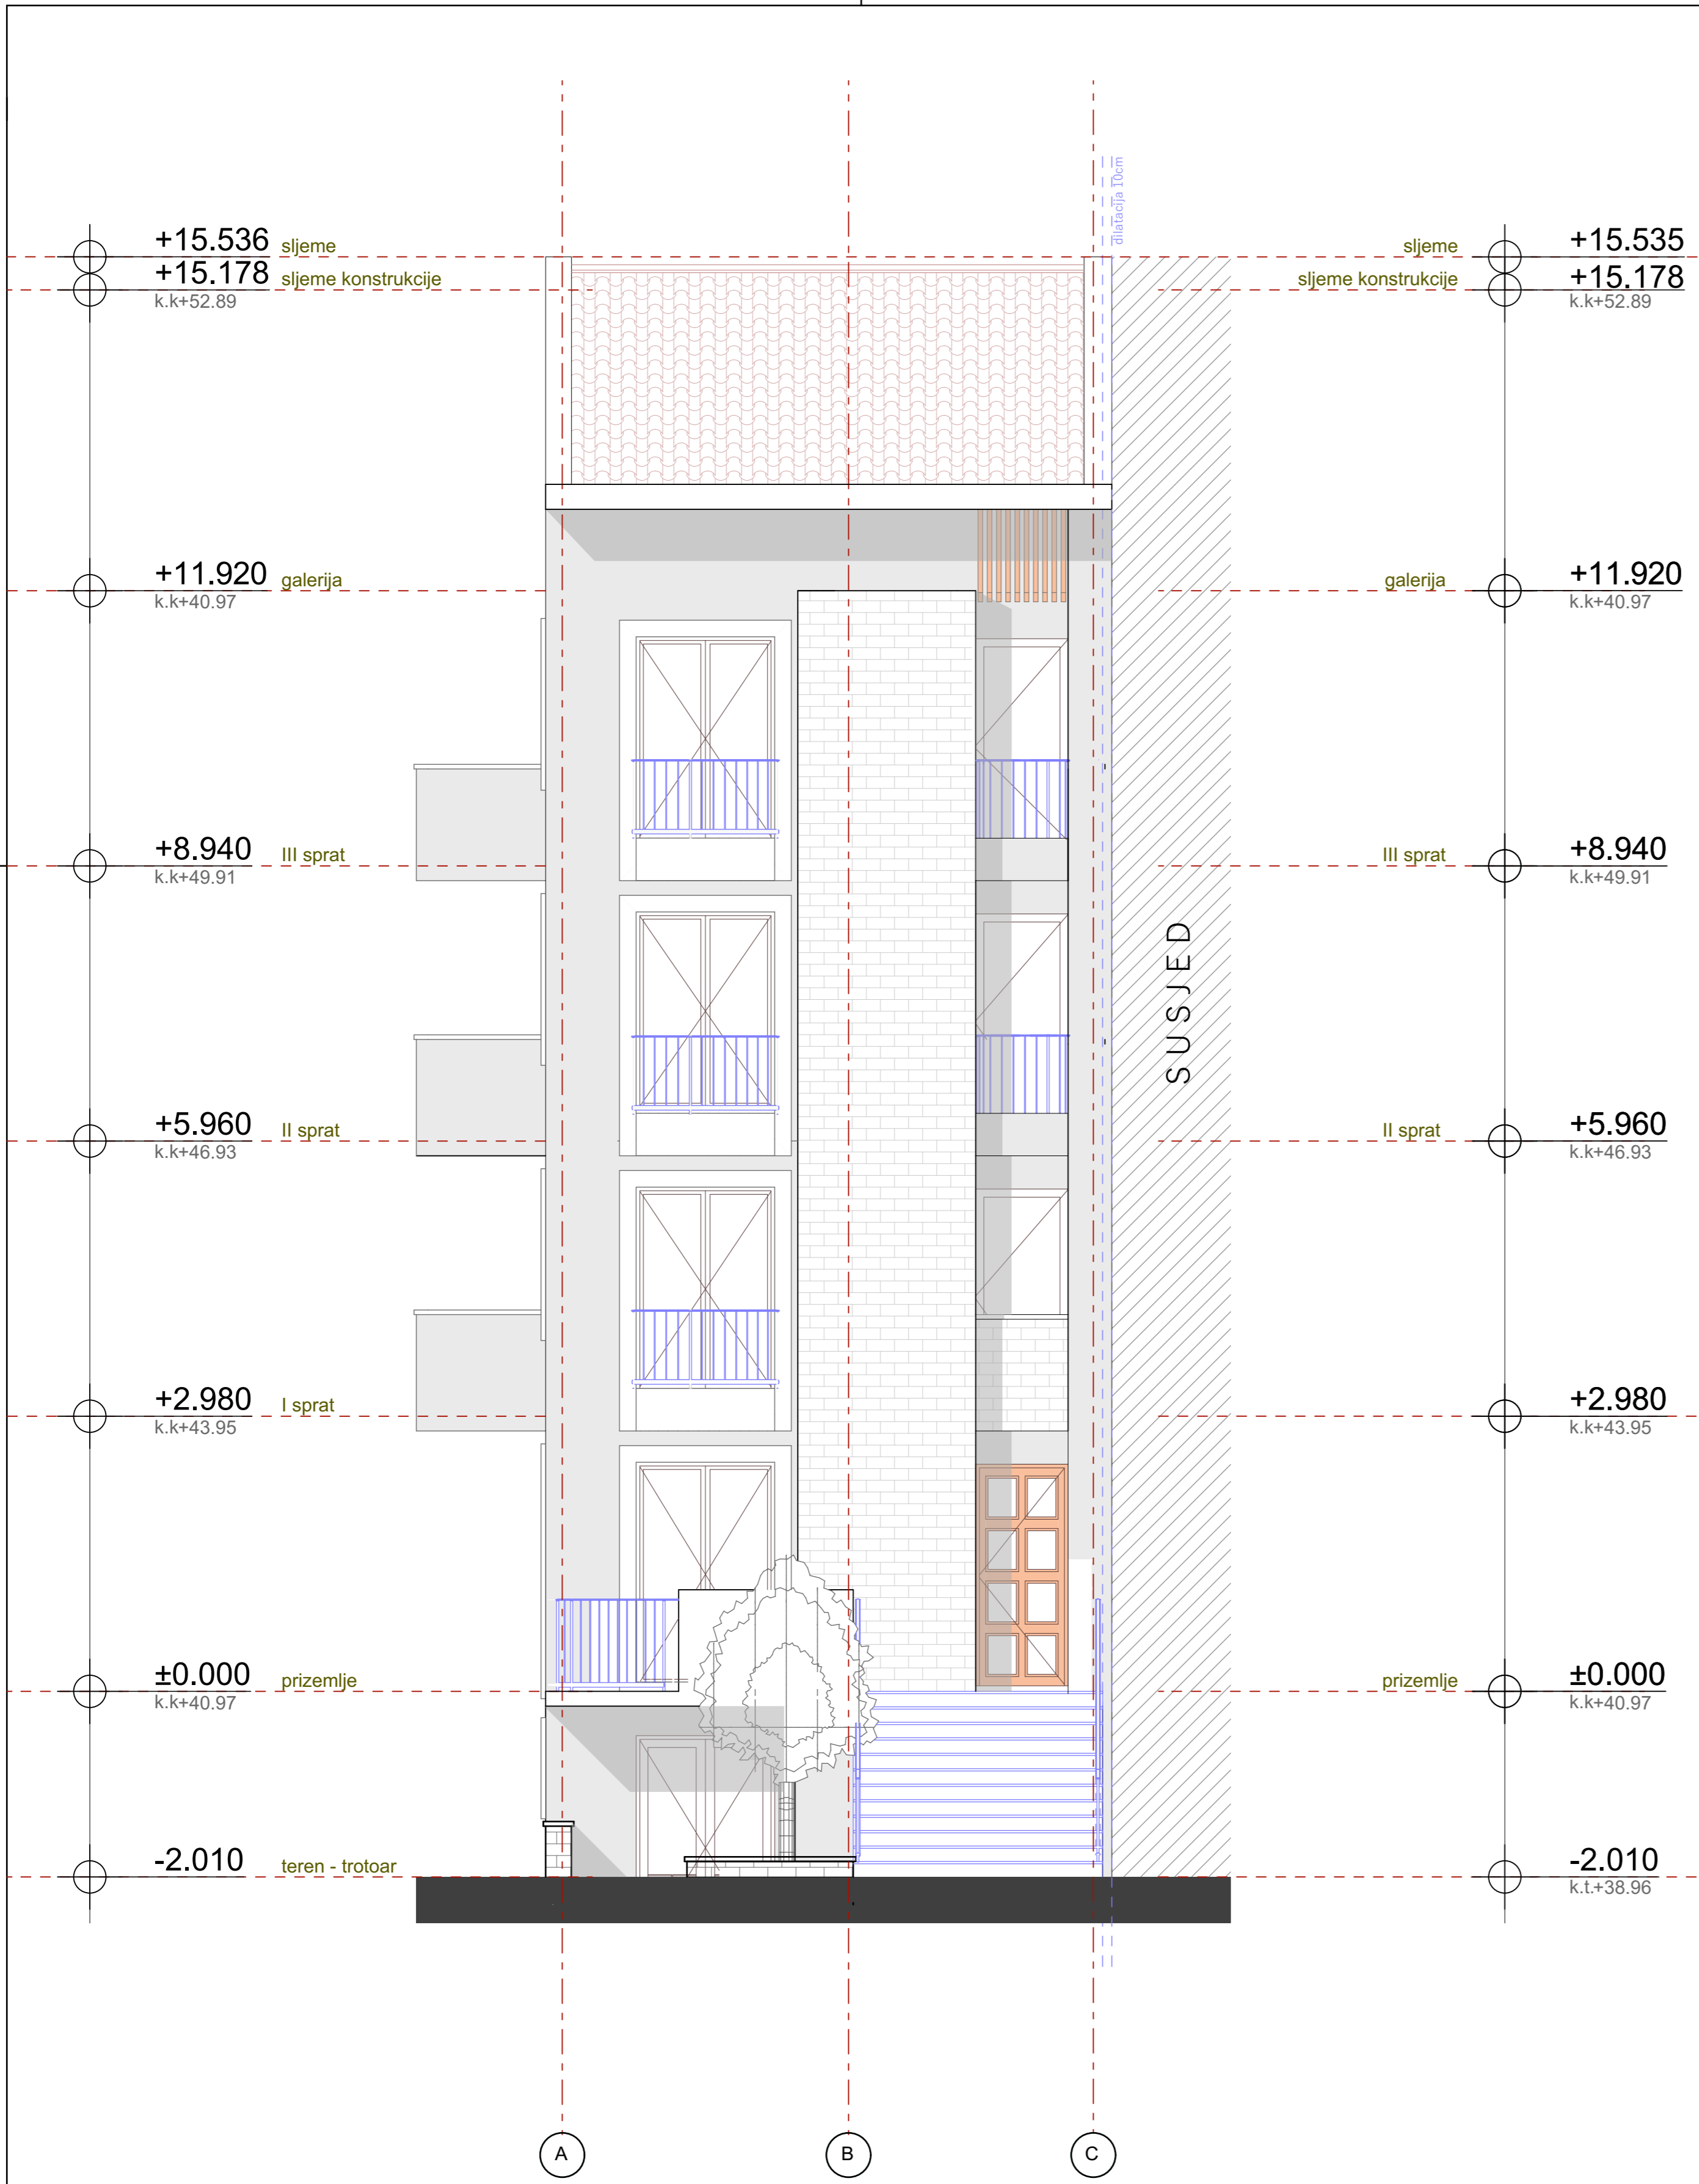 dilatacija 10cm
+15.536 sljeme
+15.178 sljeme konstrukcije
k.k+52.89
sljeme +15.535
sljeme konstrukcije +15.178
k.k+52.89
+11.920 galerija
k.k+40.97
galerija +11.920
k.k+40.97
+8.940 III sprat
k.k+49.91
III sprat +8.940
k.k+49.91
SUSJED
+5.960 II sprat
k.k+46.93
II sprat +5.960
k.k+46.93
+2.980 I sprat
k.k+43.95
+2.980
k.k+43.95
±0.000 prizemlje
k.k+40.97
prizemlje ±0.000
k.k+40.97
-2.010 teren - trotoar
-2.010
k.t.+38.96
A B C